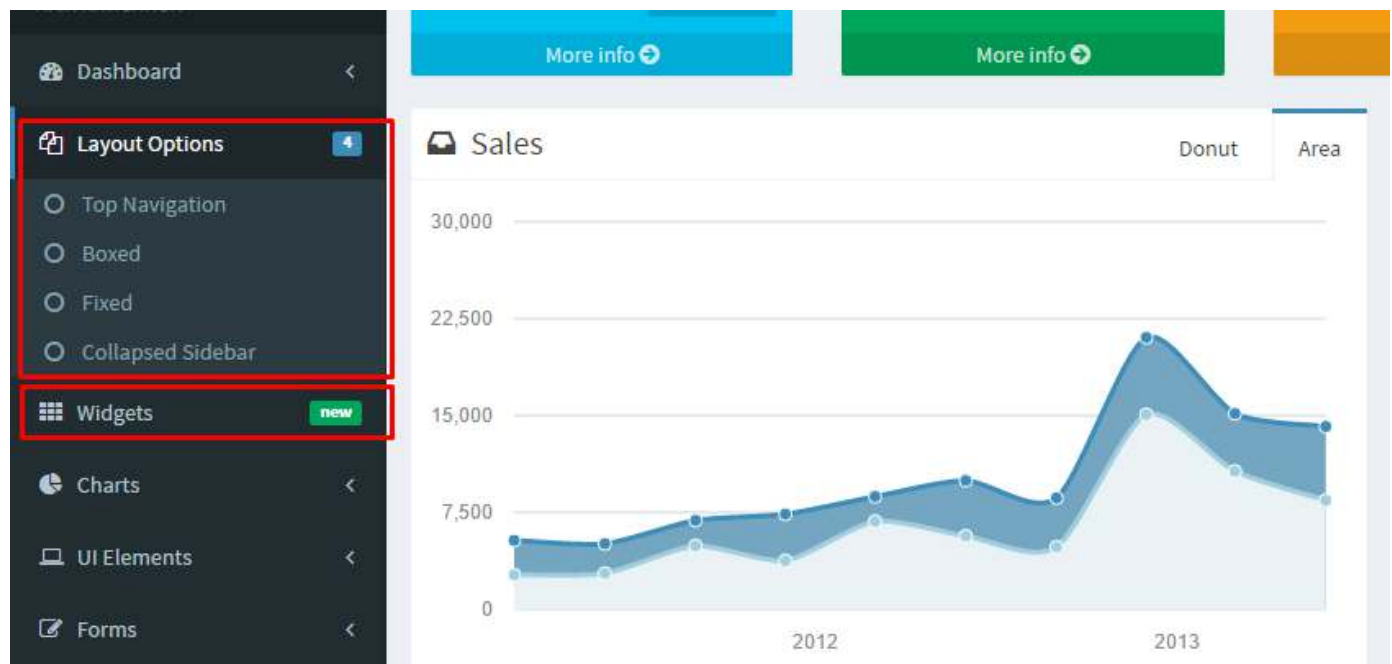 Dashboard
Layout Options 4
Top Navigation
Boxed
Fixed
Collapsed Sidebar
Widgets new
Charts
UI Elements
Forms
More info
More info
Sales
Donut Area
30,000
22,500
15,000
7,500
0
2012 2013